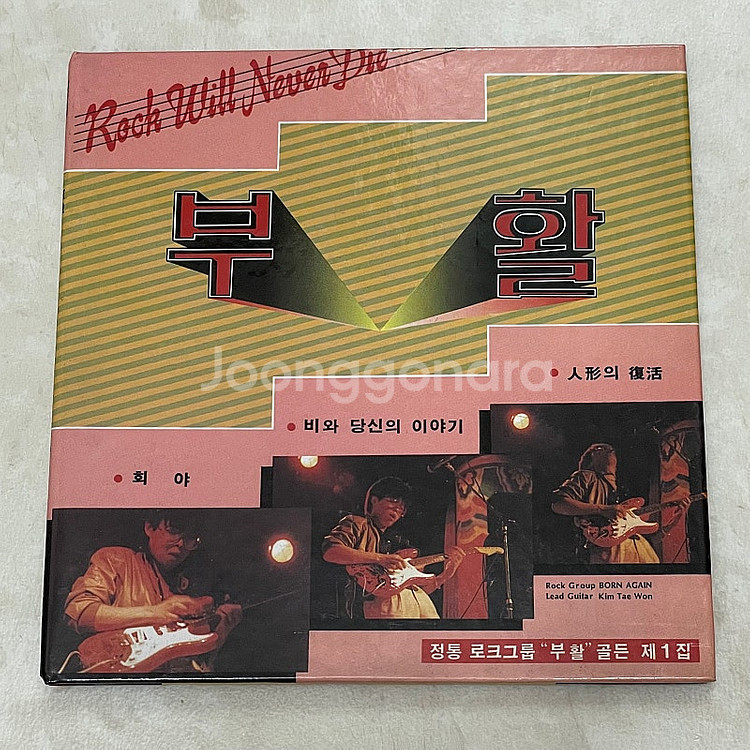 Rock Will Never Die
부활
Joonggonara
● 人形의 復活
● 비와 당신의 이야기
● 회 야
Rock Group BORN AGAIN
Lead Guitar Kim Tae Won
정통 로크그룹 "부활" 골든 제1집